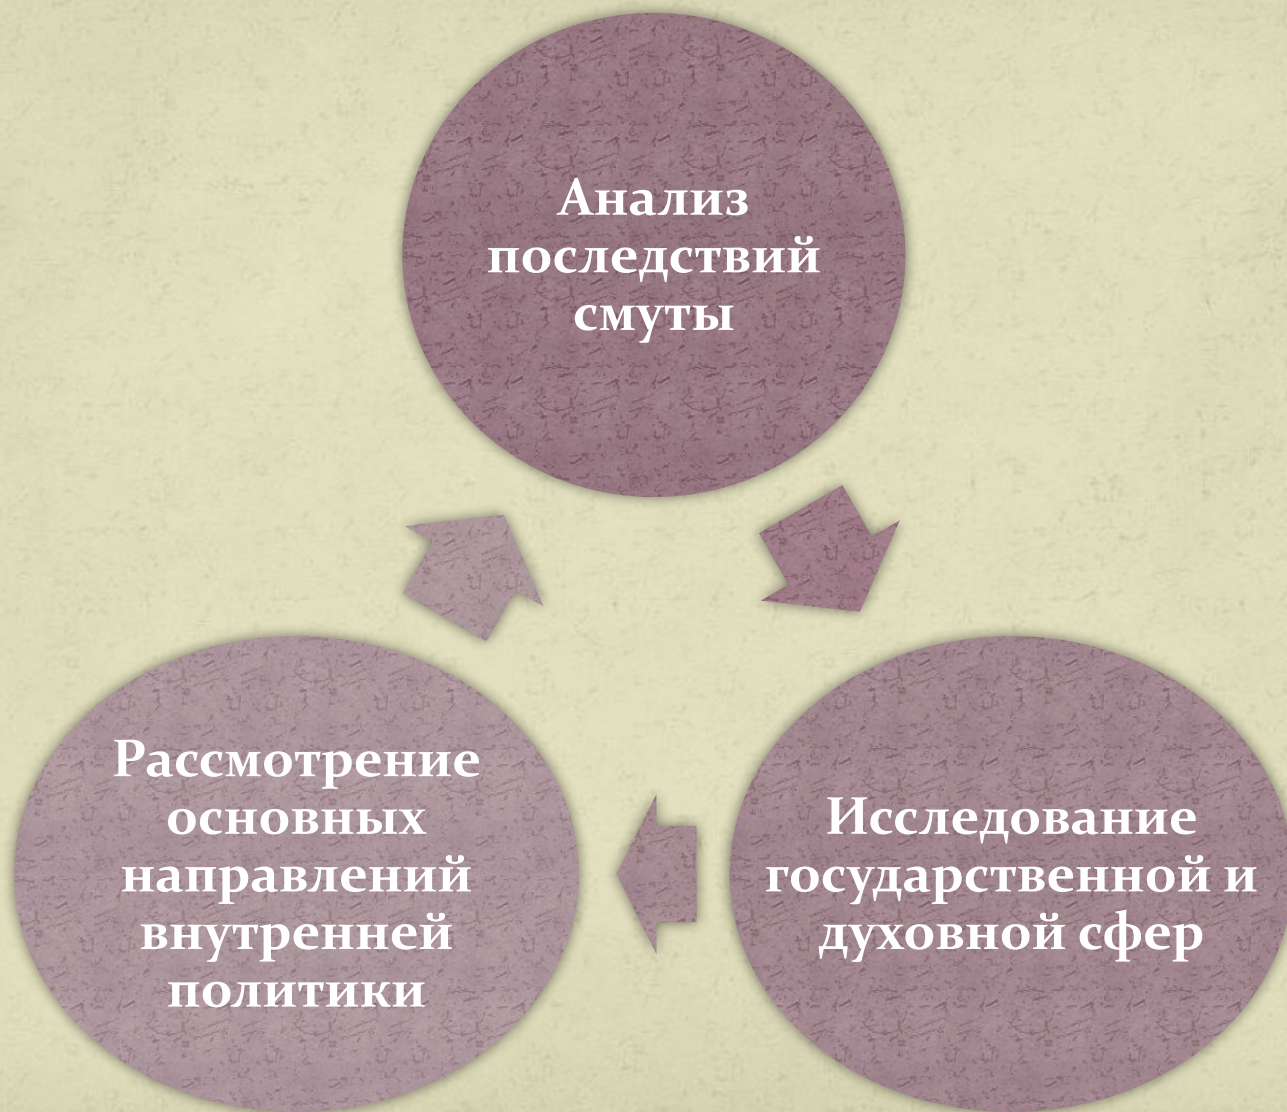 Анализ
последствий
смуты
Исследование
государственной и
духовной сфер
Рассмотрение
основных
направлений
внутренней
политики